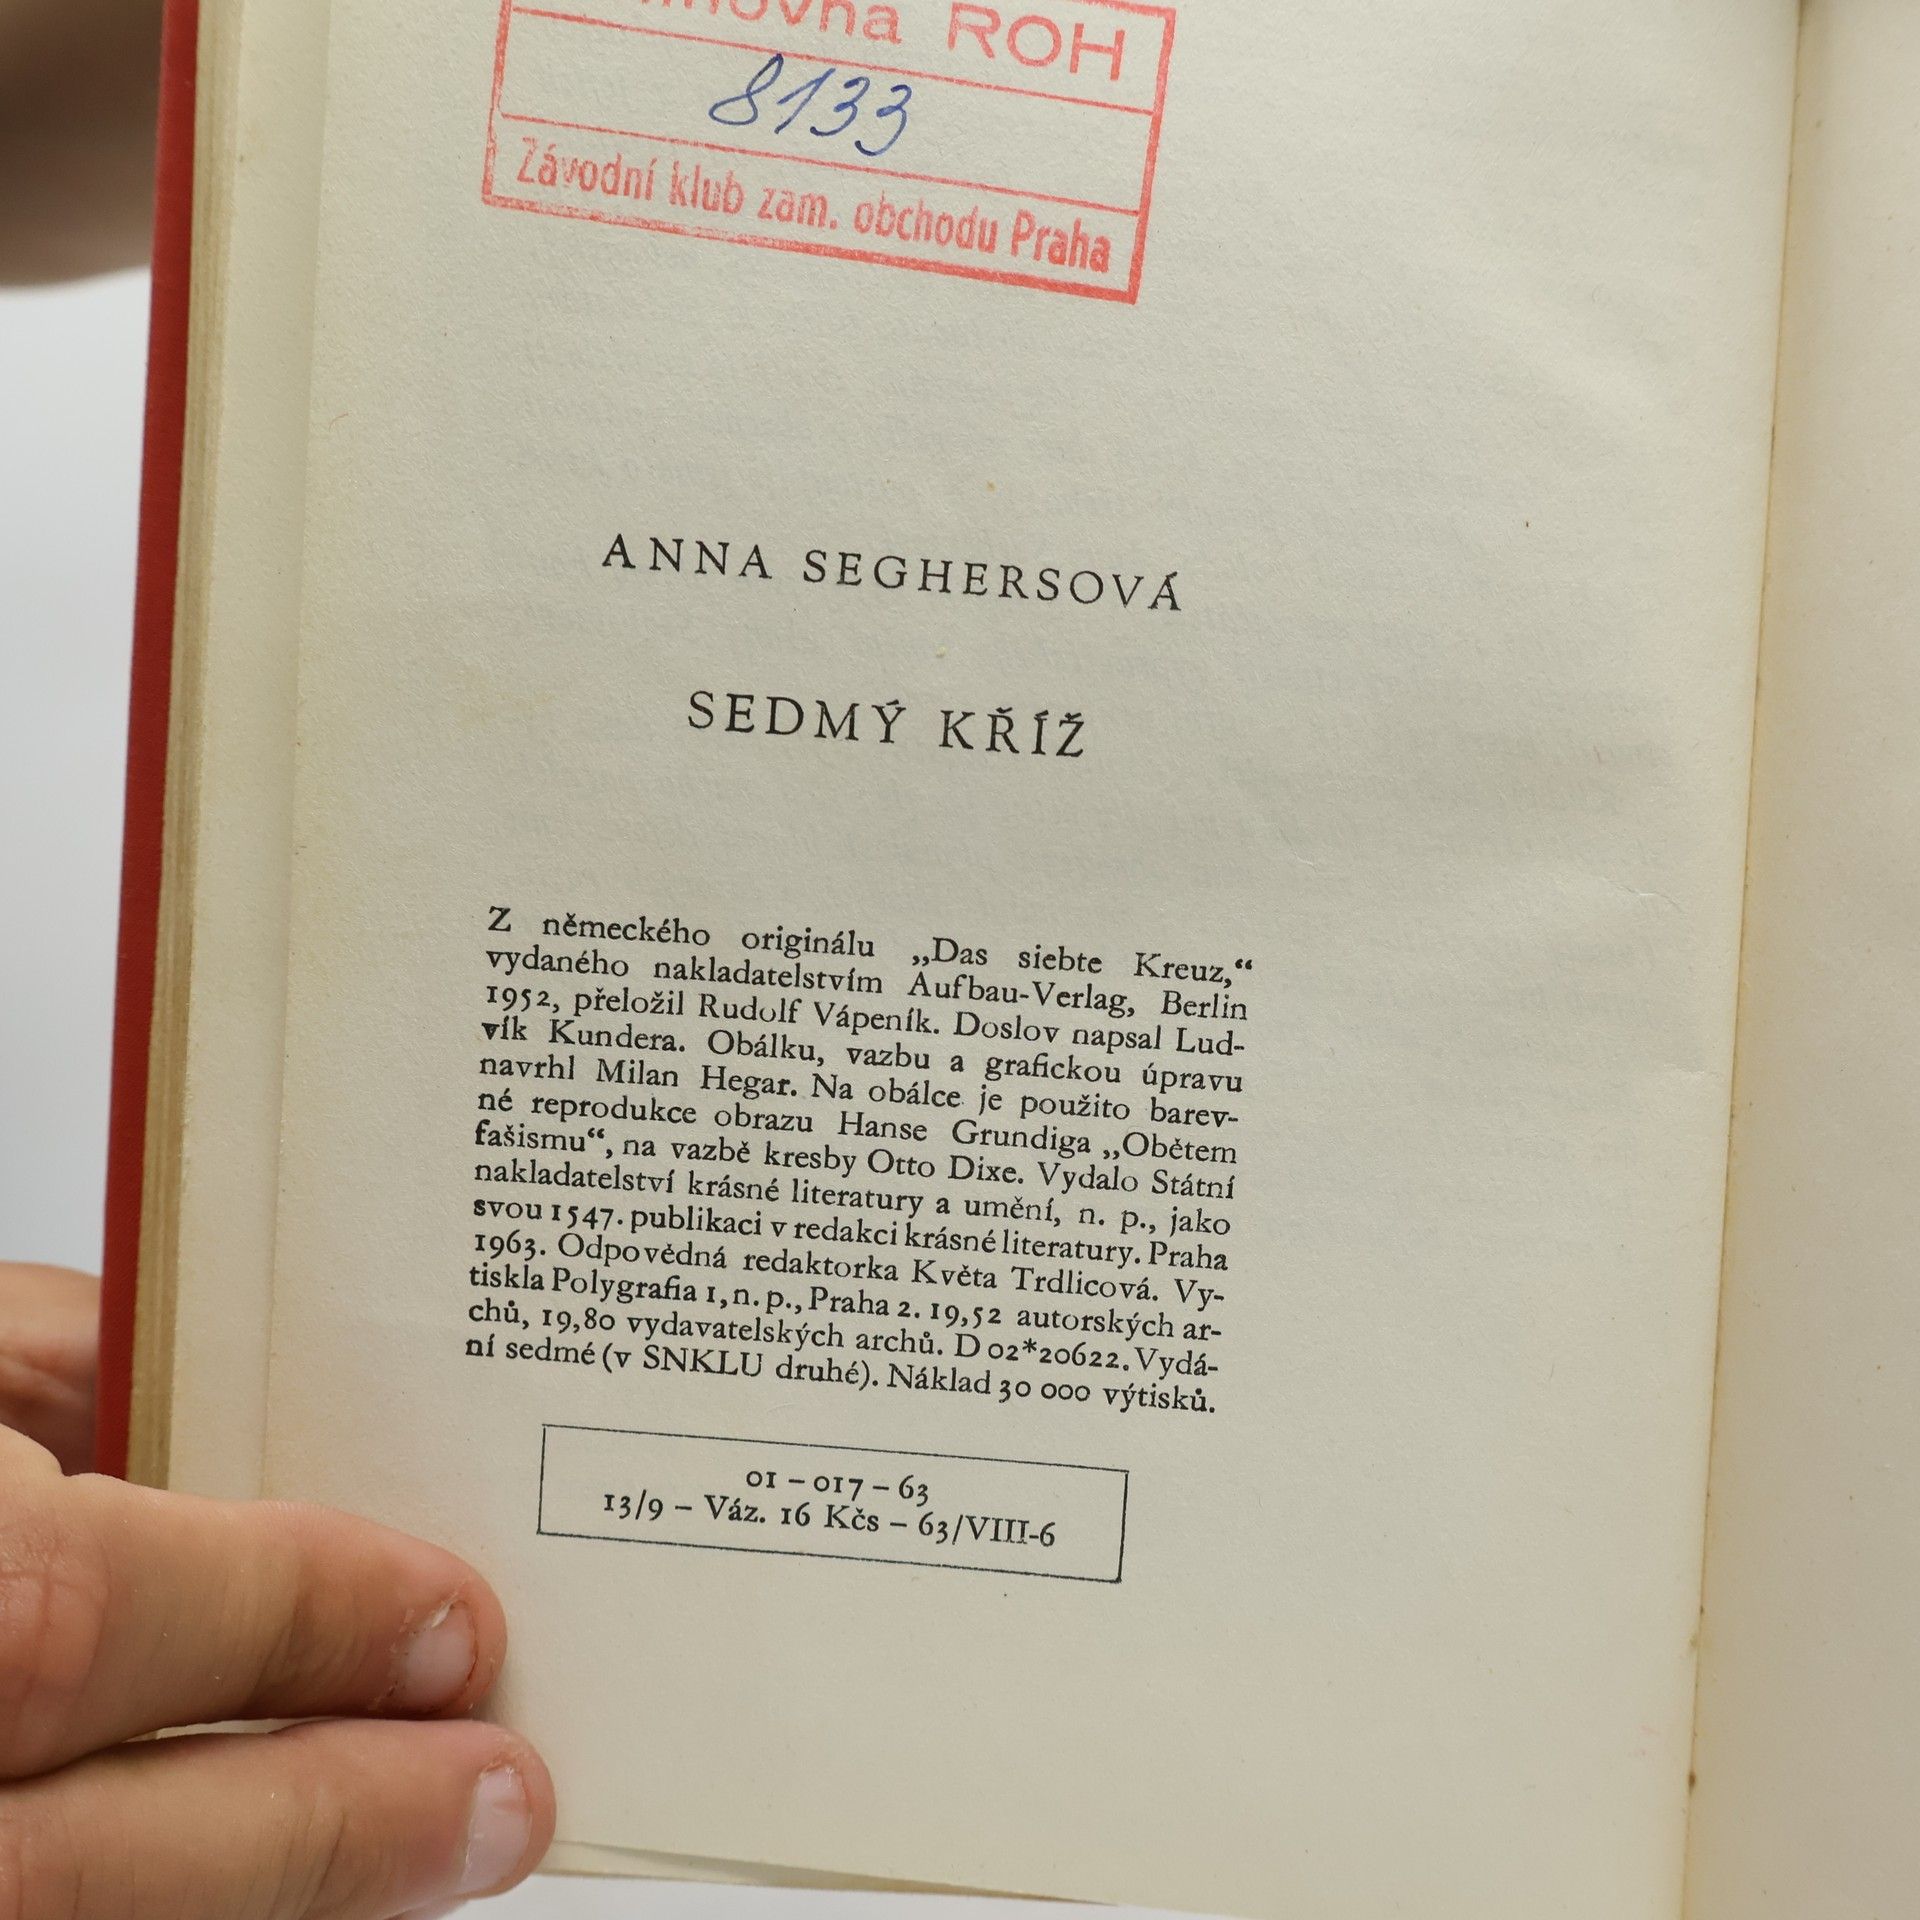 ROH
8133
Závodní klub zam. obchodu Praha
ANNA SEGHERSOVÁ
SEDMÝ KŘÍŽ
Z německého originálu „Das siebte Kreuz,“
vydaného nakladatelstvím Aufbau-Verlag, Berlin
1952, přeložil Rudolf Vápeník. Doslov napsal Lud-
vík Kundera. Obálku, vazbu a grafickou úpravu
navrhl Milan Hegar. Na obálce je použito barev-
né reprodukce obrazu Hanse Grundiga „Obětem
fašismu“, na vazbě kresby Otto Dixe. Vydalo Státní
nakladatelství krásné literatury a umění, n. p., jako
svou 1547. publikaci v redakci krásné literatury. Praha
1963. Odpovědná redaktorka Květa Trdlicová. Vy-
tiskla Polygrafia 1, n. p., Praha 2. 19,52 autorských ar-
chů, 19,80 vydavatelských archů. D 02*20622. Vydá-
ní sedmé (v SNKLU druhé). Náklad 30 000 výtisků.
01 – 017 – 63
13/9 – Váz. 16 Kčs – 63/VIII-6